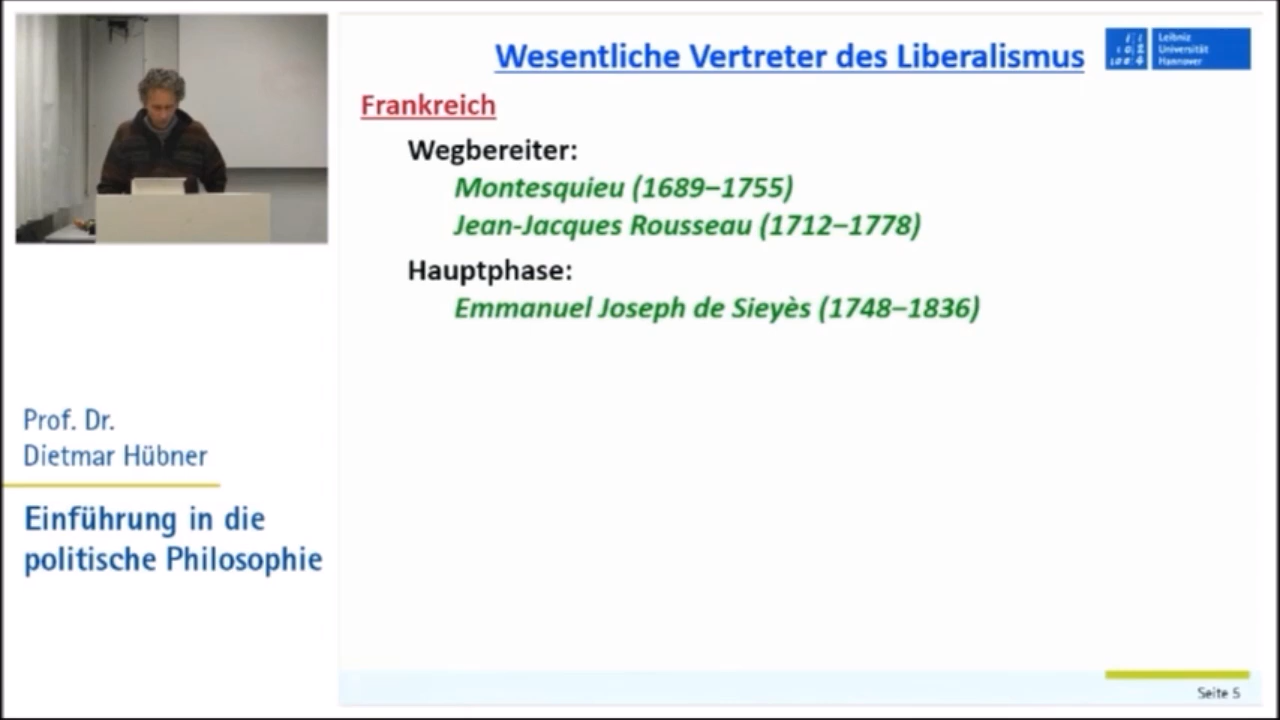 Wesentliche Vertreter des Liberalismus
Leibniz
Universität
Hannover
Frankreich
Wegbereiter:
Montesquieu (1689–1755)
Jean-Jacques Rousseau (1712–1778)
Hauptphase:
Emmanuel Joseph de Sieyès (1748–1836)
Prof. Dr.
Dietmar Hübner
Einführung in die
politische Philosophie
Seite 5